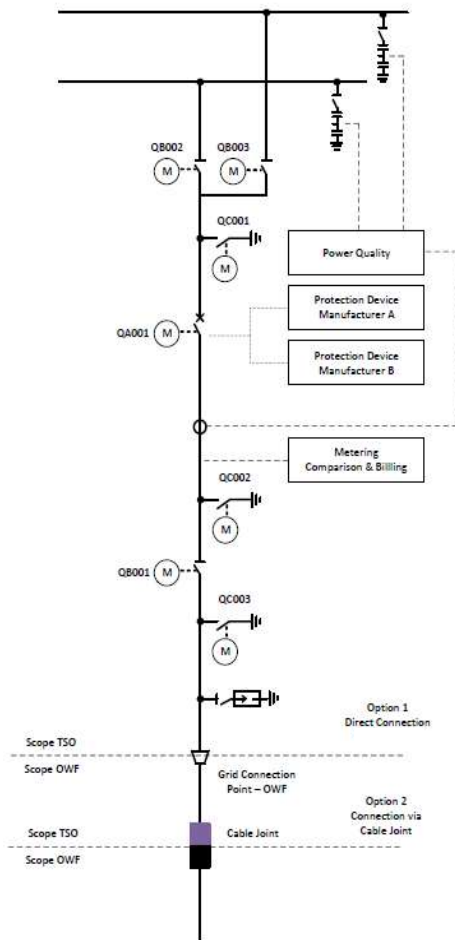 QB002
QB003
M
M
QC001
M
Power Quality
Protection Device
Manufacturer A
QA001
M
Protection Device
Manufacturer B
Metering
Comparison & Billling
QC002
M
QB001
M
QC003
M
Option 1
Direct Connection
Scope TSO
Scope OWF
Grid Connection
Point – OWF
Option 2
Connection via
Cable Joint
Scope TSO
Cable Joint
Scope OWF